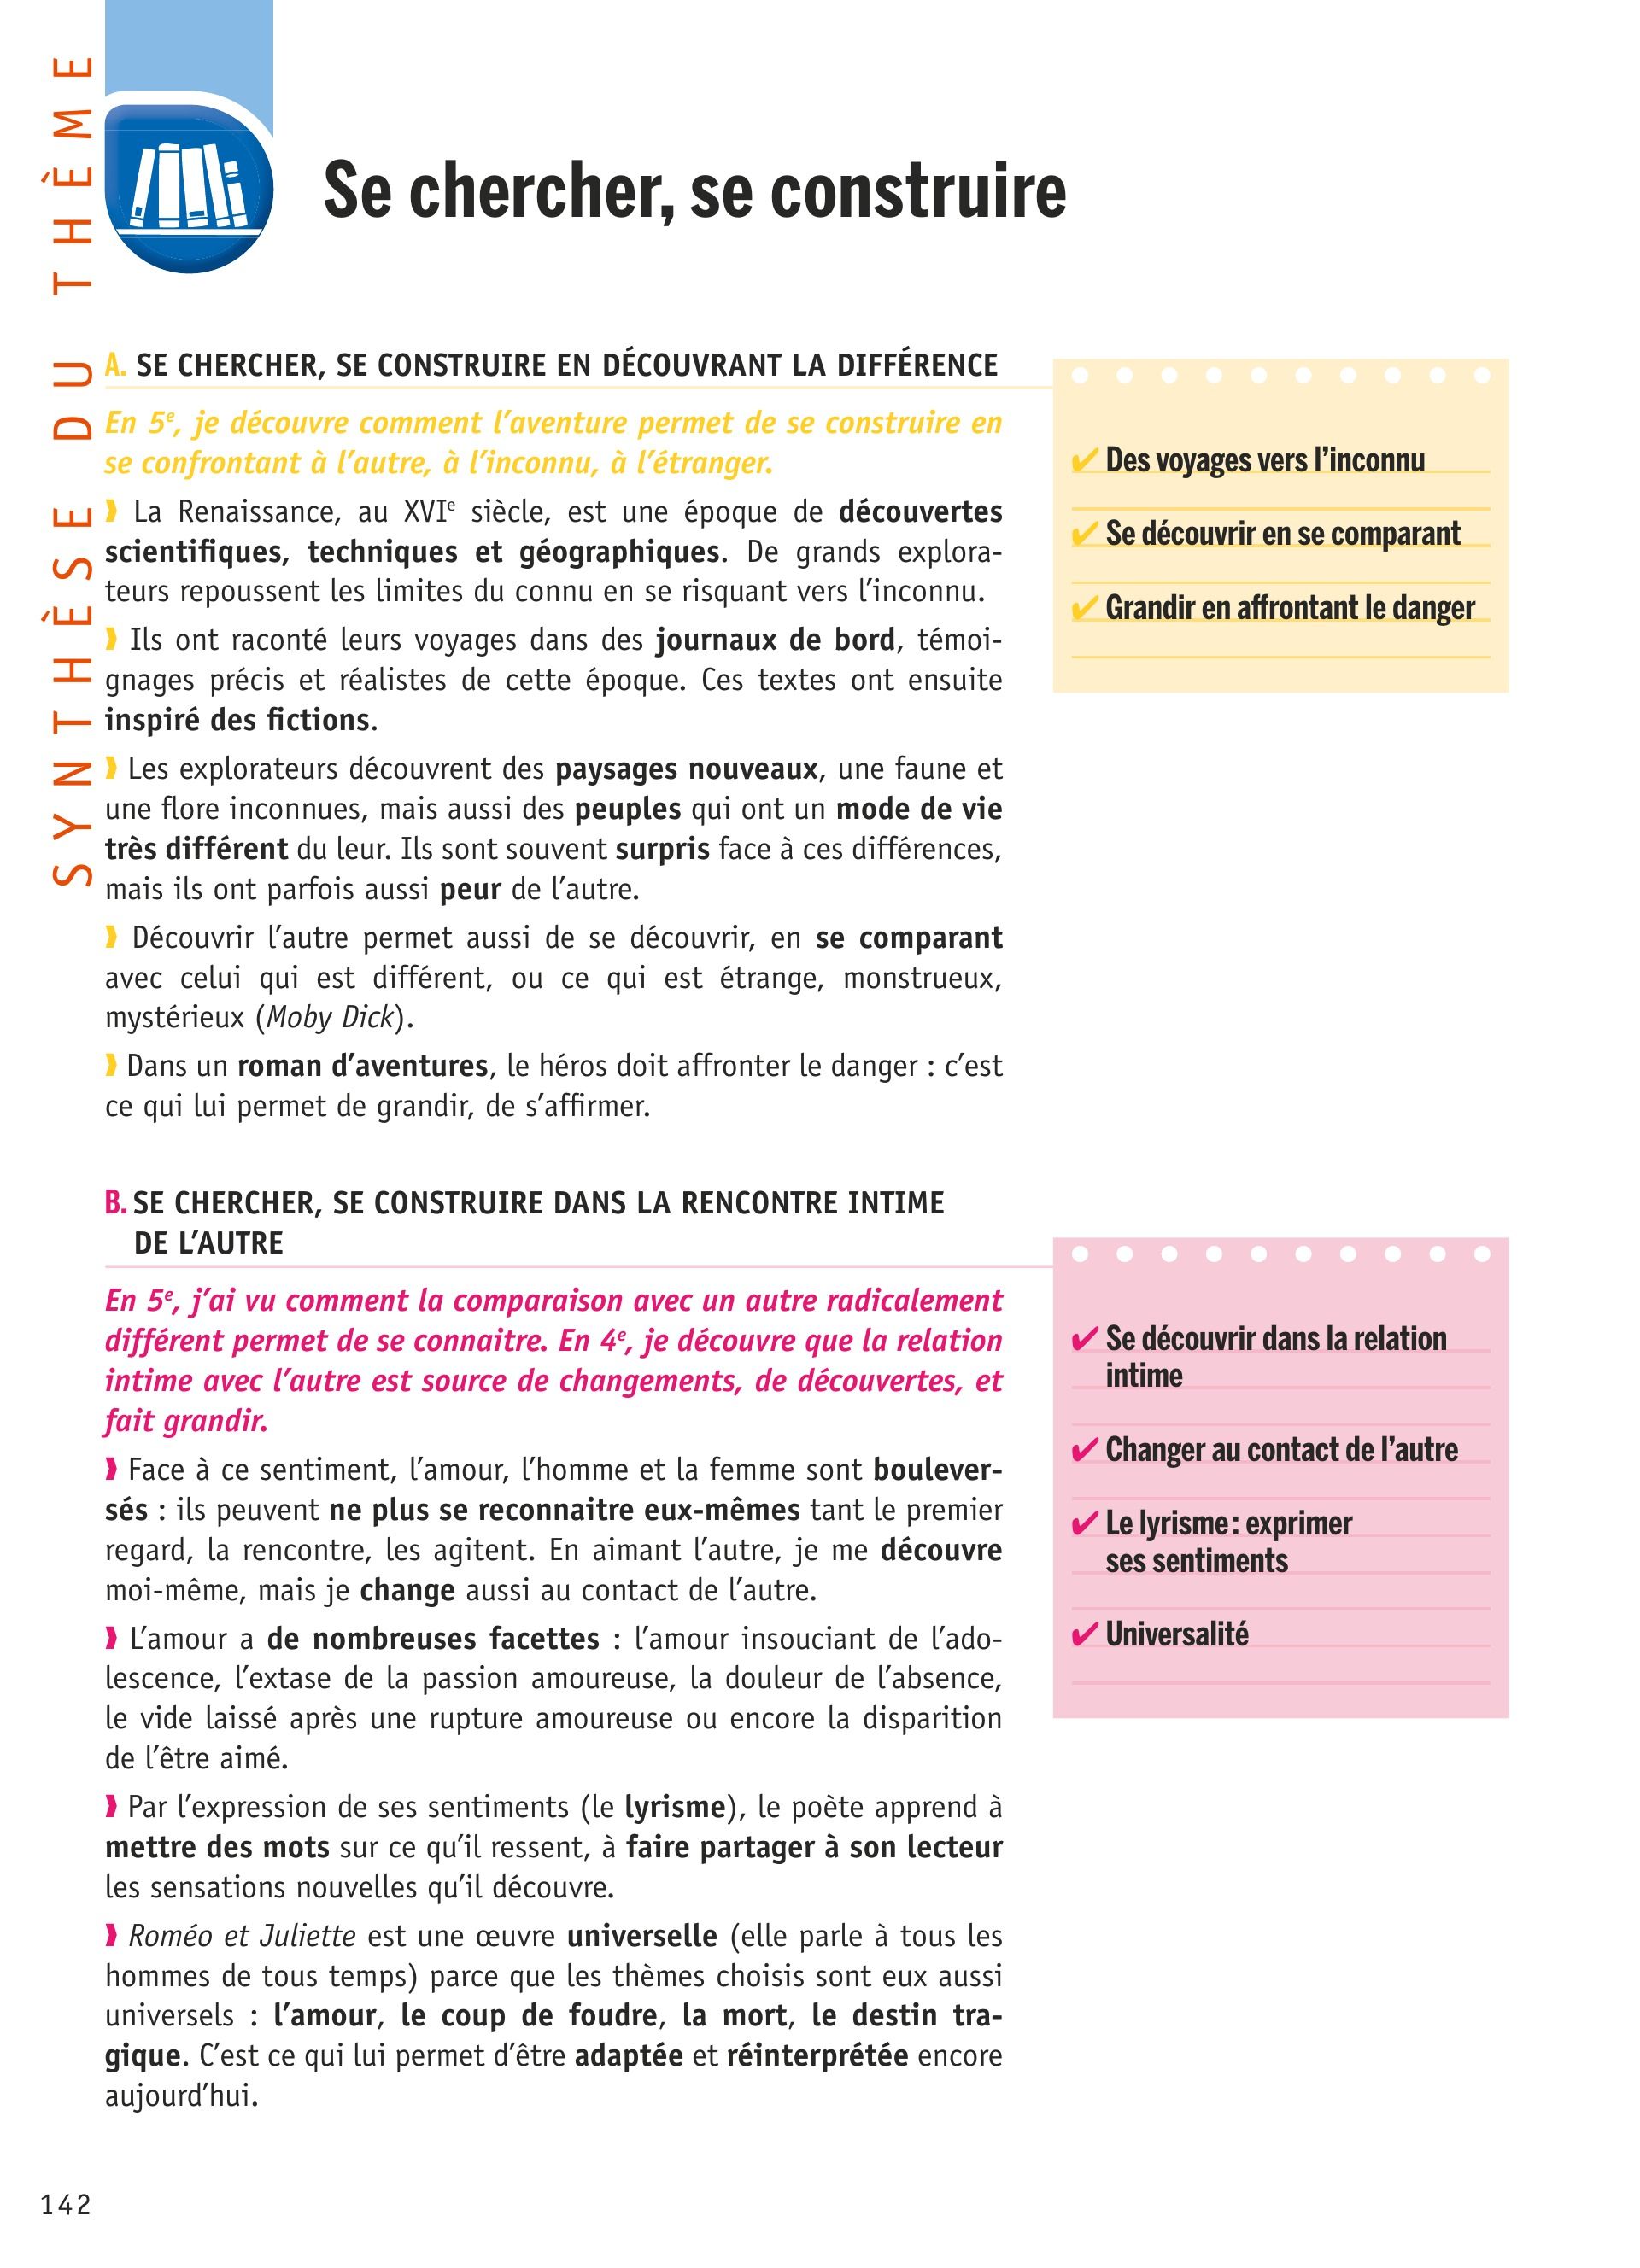 SYNTHÈSE DU THÈME
Se chercher, se construire
A. SE CHERCHER, SE CONSTRUIRE EN DÉCOUVRANT LA DIFFÉRENCE
En 5e, je découvre comment l'aventure permet de se construire en
se confrontant à l'autre, à l'inconnu, à l'étranger.
❱ La Renaissance, au XVIe siècle, est une époque de découvertes
scientifiques, techniques et géographiques. De grands explora-
teurs repoussent les limites du connu en se risquant vers l'inconnu.
❱ Ils ont raconté leurs voyages dans des journaux de bord, témoi-
gnages précis et réalistes de cette époque. Ces textes ont ensuite
inspiré des fictions.
❱ Les explorateurs découvrent des paysages nouveaux, une faune et
une flore inconnues, mais aussi des peuples qui ont un mode de vie
très différent du leur. Ils sont souvent surpris face à ces différences,
mais ils ont parfois aussi peur de l'autre.
❱ Découvrir l'autre permet aussi de se découvrir, en se comparant
avec celui qui est différent, ou ce qui est étrange, monstrueux,
mystérieux (Moby Dick).
❱ Dans un roman d'aventures, le héros doit affronter le danger : c'est
ce qui lui permet de grandir, de s'affirmer.
✔ Des voyages vers l'inconnu
✔ Se découvrir en se comparant
✔ Grandir en affrontant le danger
B. SE CHERCHER, SE CONSTRUIRE DANS LA RENCONTRE INTIME
DE L'AUTRE
En 5e, j'ai vu comment la comparaison avec un autre radicalement
différent permet de se connaitre. En 4e, je découvre que la relation
intime avec l'autre est source de changements, de découvertes, et
fait grandir.
❱ Face à ce sentiment, l'amour, l'homme et la femme sont boulever-
sés : ils peuvent ne plus se reconnaitre eux-mêmes tant le premier
regard, la rencontre, les agitent. En aimant l'autre, je me découvre
moi-même, mais je change aussi au contact de l'autre.
❱ L'amour a de nombreuses facettes : l'amour insouciant de l'ado-
lescence, l'extase de la passion amoureuse, la douleur de l'absence,
le vide laissé après une rupture amoureuse ou encore la disparition
de l'être aimé.
❱ Par l'expression de ses sentiments (le lyrisme), le poète apprend à
mettre des mots sur ce qu'il ressent, à faire partager à son lecteur
les sensations nouvelles qu'il découvre.
❱ Roméo et Juliette est une œuvre universelle (elle parle à tous les
hommes de tous temps) parce que les thèmes choisis sont eux aussi
universels : l'amour, le coup de foudre, la mort, le destin tra-
gique. C'est ce qui lui permet d'être adaptée et réinterprétée encore
aujourd'hui.
✔ Se découvrir dans la relation
intime
✔ Changer au contact de l'autre
✔ Le lyrisme : exprimer
ses sentiments
✔ Universalité
142